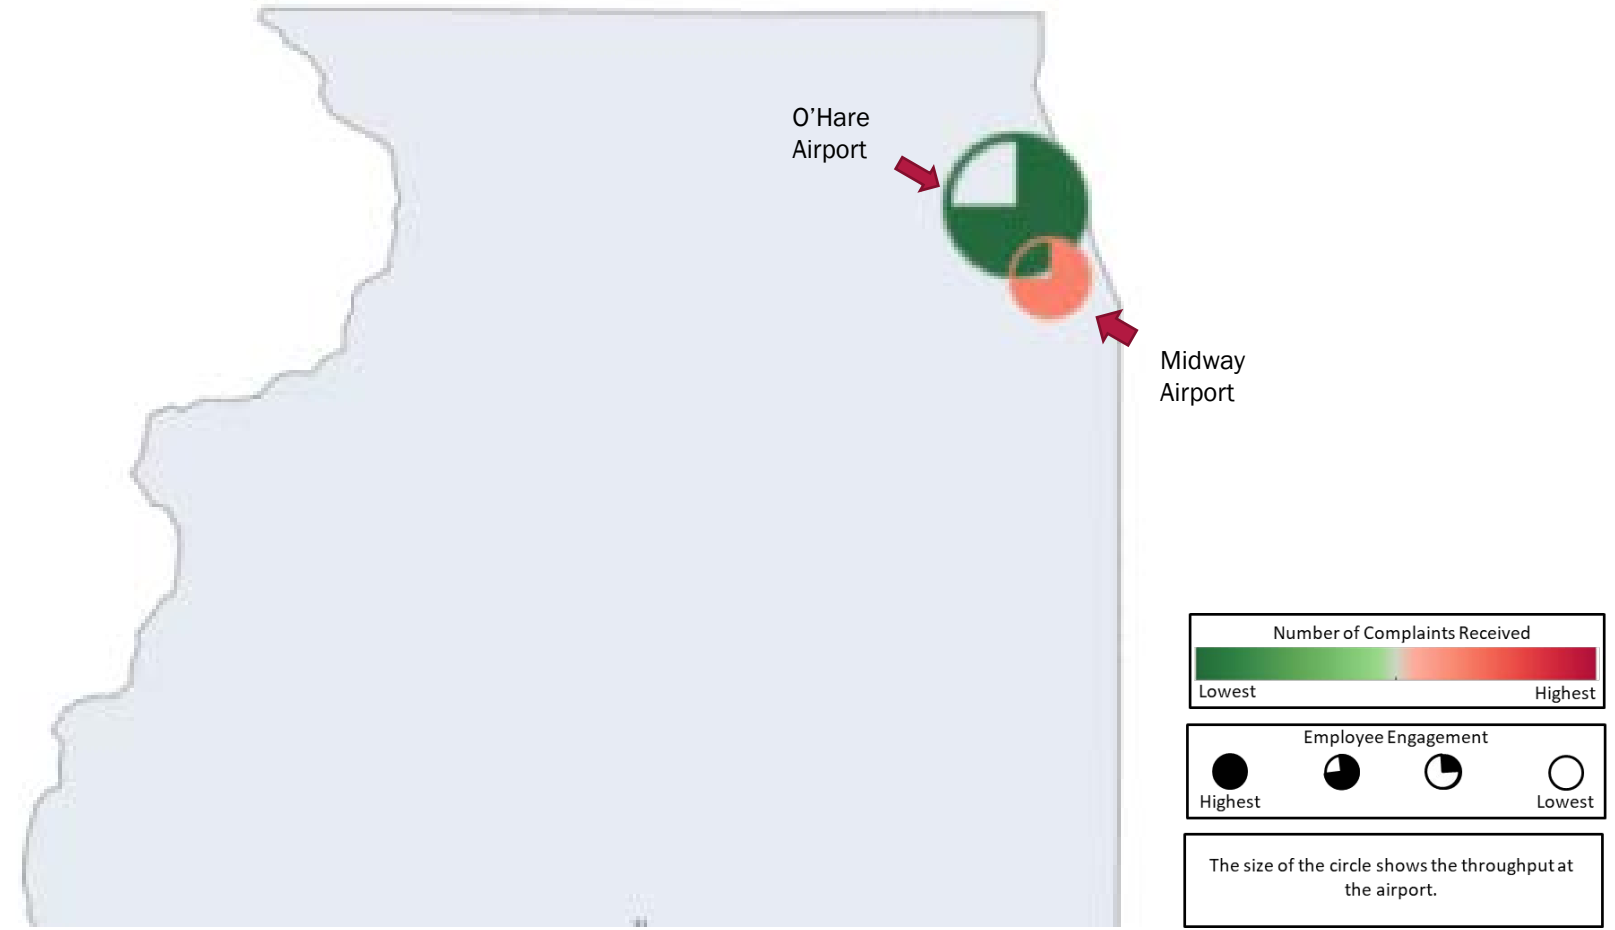 O’Hare
Airport
Midway
Airport
Number of Complaints Received
Lowest
Highest
Employee Engagement
Highest
Lowest
The size of the circle shows the throughput at
the airport.